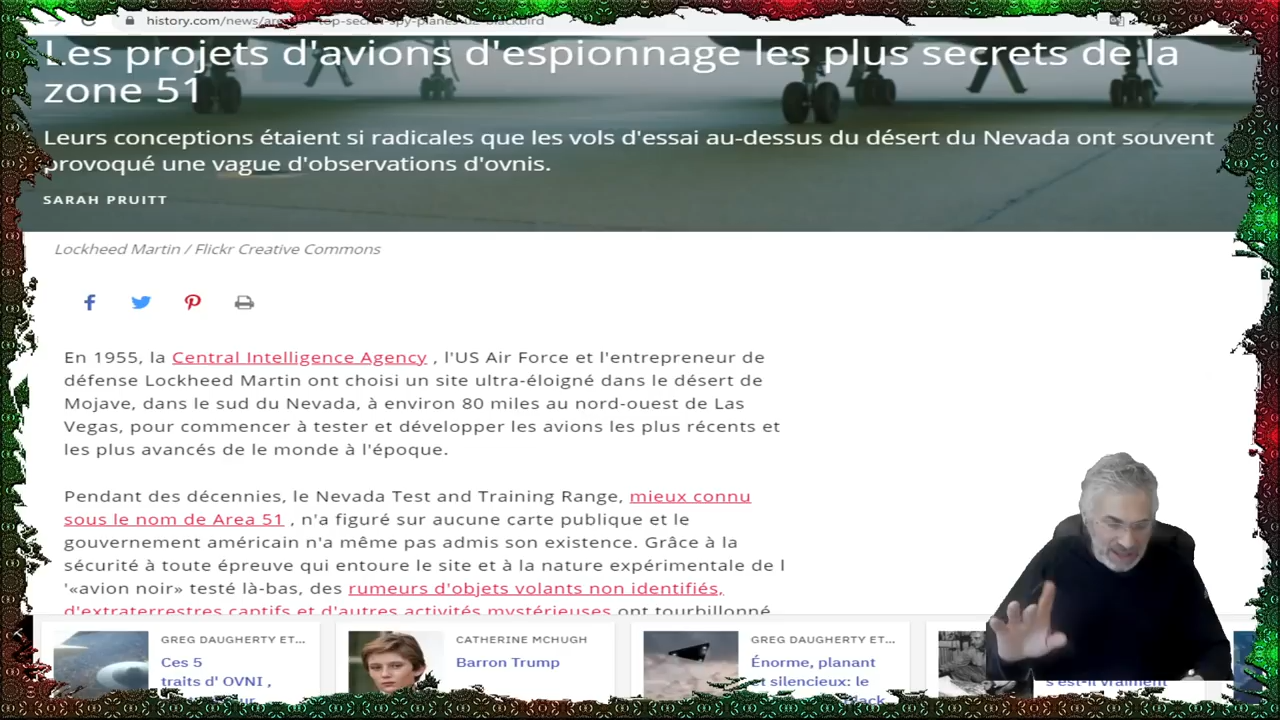 history.com/news/
Les projets d'avions d'espionnage les plus secrets de la
zone 51
Leurs conceptions étaient si radicales que les vols d'essai au-dessus du désert du Nevada ont souvent
provoqué une vague d'observations d'ovnis.
SARAH PRUITT
Lockheed Martin / Flickr Creative Commons
En 1955, la Central Intelligence Agency , l'US Air Force et l'entrepreneur de
défense Lockheed Martin ont choisi un site ultra-éloigné dans le désert de
Mojave, dans le sud du Nevada, à environ 80 miles au nord-ouest de Las
Vegas, pour commencer à tester et développer les avions les plus récents et
les plus avancés de le monde à l'époque.
Pendant des décennies, le Nevada Test and Training Range, mieux connu
sous le nom de Area 51 , n'a figuré sur aucune carte publique et le
gouvernement américain n'a même pas admis son existence. Grâce à la
sécurité à toute épreuve qui entoure le site et à la nature expérimentale de l
'«avion noir» testé là-bas, des rumeurs d'objets volants non identifiés,
d'extraterrestres captifs et d'autres activités mystérieuses ont tourbillonné
GREG DAUGHERTY ET...
Ces 5
traits d' OVNI ,
CATHERINE MCHUGH
Barron Trump
GREG DAUGHERTY ET...
Énorme, planant
et silencieux: le
s'est-il vraiment